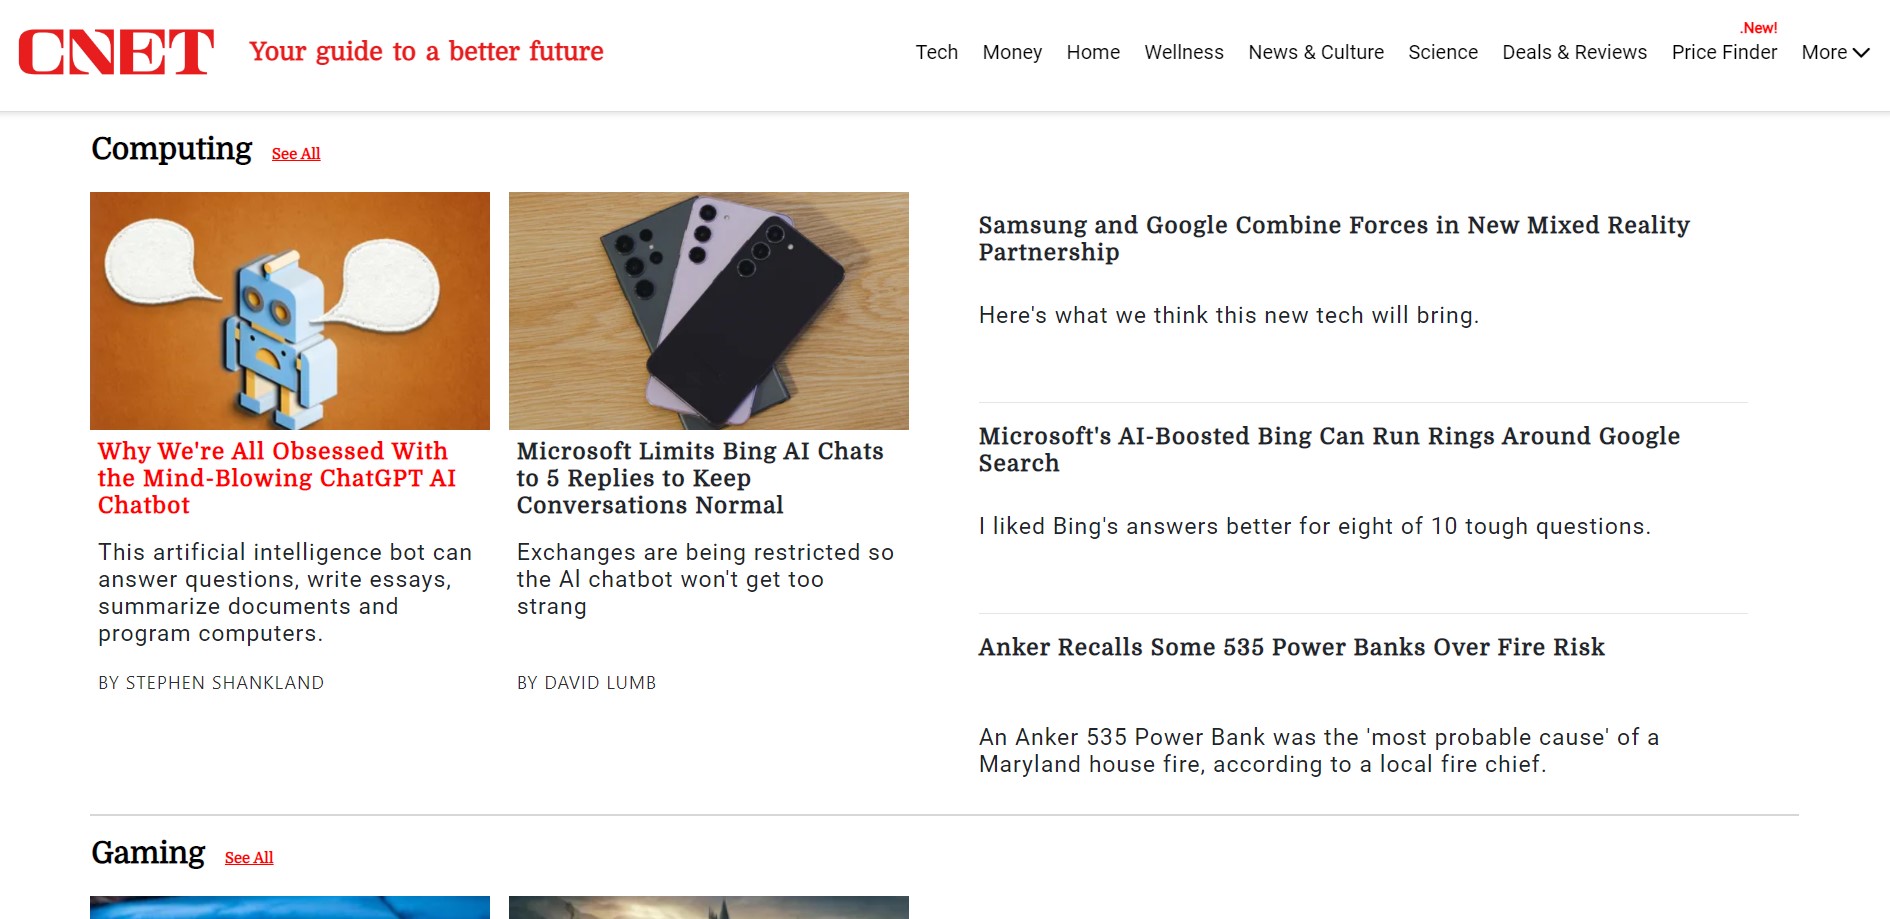 CNET
Your guide to a better future
.New!
Tech Money Home Wellness News & Culture Science Deals & Reviews Price Finder More
Computing See All
Why We're All Obsessed With
the Mind-Blowing ChatGPT AI
Chatbot
This artificial intelligence bot can
answer questions, write essays,
summarize documents and
program computers.
BY STEPHEN SHANKLAND
Microsoft Limits Bing AI Chats
to 5 Replies to Keep
Conversations Normal
Exchanges are being restricted so
the AI chatbot won't get too
strang
BY DAVID LUMB
Samsung and Google Combine Forces in New Mixed Reality
Partnership
Here's what we think this new tech will bring.
Microsoft's AI-Boosted Bing Can Run Rings Around Google
Search
I liked Bing's answers better for eight of 10 tough questions.
Anker Recalls Some 535 Power Banks Over Fire Risk
An Anker 535 Power Bank was the 'most probable cause' of a
Maryland house fire, according to a local fire chief.
Gaming See All